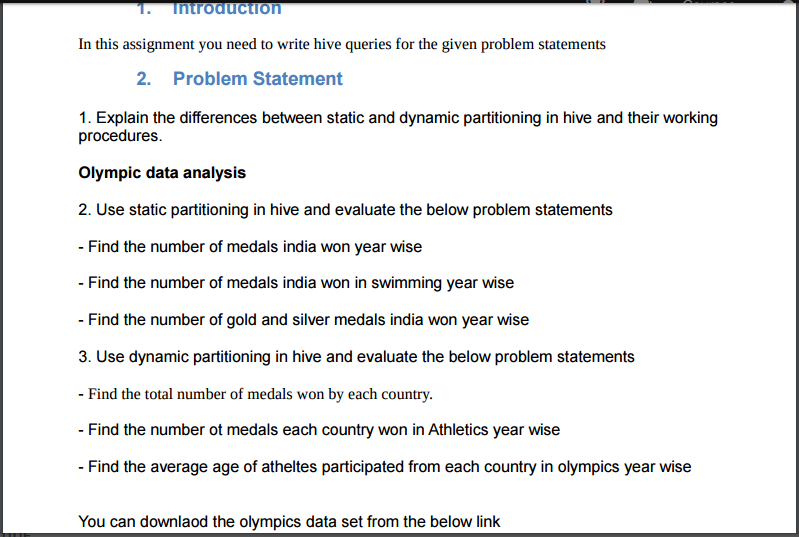 1. Introduction
In this assignment you need to write hive queries for the given problem statements
2. Problem Statement
1. Explain the differences between static and dynamic partitioning in hive and their working
procedures.
Olympic data analysis
2. Use static partitioning in hive and evaluate the below problem statements
- Find the number of medals india won year wise
- Find the number of medals india won in swimming year wise
- Find the number of gold and silver medals india won year wise
3. Use dynamic partitioning in hive and evaluate the below problem statements
- Find the total number of medals won by each country.
- Find the number ot medals each country won in Athletics year wise
- Find the average age of atheltes participated from each country in olympics year wise
You can downlaod the olympics data set from the below link